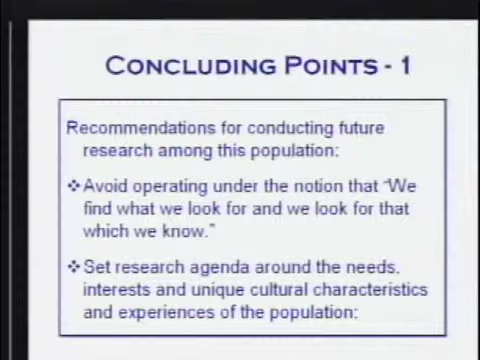 CONCLUDING POINTS - 1
Recommendations for conducting future
research among this population:
❖Avoid operating under the notion that “We
find what we look for and we look for that
which we know.”
❖Set research agenda around the needs,
interests and unique cultural characteristics
and experiences of the population: